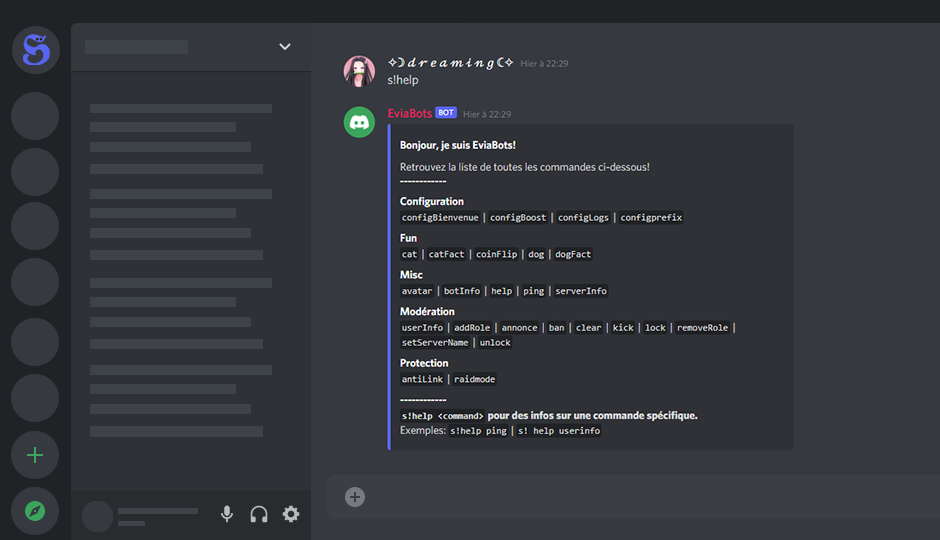 ✧☽ 𝓭 𝓻 𝓮 𝓪 𝓶 𝓲 𝓷 𝓰 ☾✧ Hier à 22:29
s!help
EviaBots BOT Hier à 22:29
Bonjour, je suis EviaBots!
Retrouvez la liste de toutes les commandes ci-dessous!
------------
Configuration
configBienvenue | configBoost | configLogs | configprefix
Fun
cat | catFact | coinFlip | dog | dogFact
Misc
avatar | botInfo | help | ping | serverInfo
Modération
userInfo | addRole | annonce | ban | clear | kick | lock | removeRole |
setServerName | unlock
Protection
antiLink | raidmode
------------
s!help <command> pour des infos sur une commande spécifique.
Exemples: s!help ping | s! help userinfo